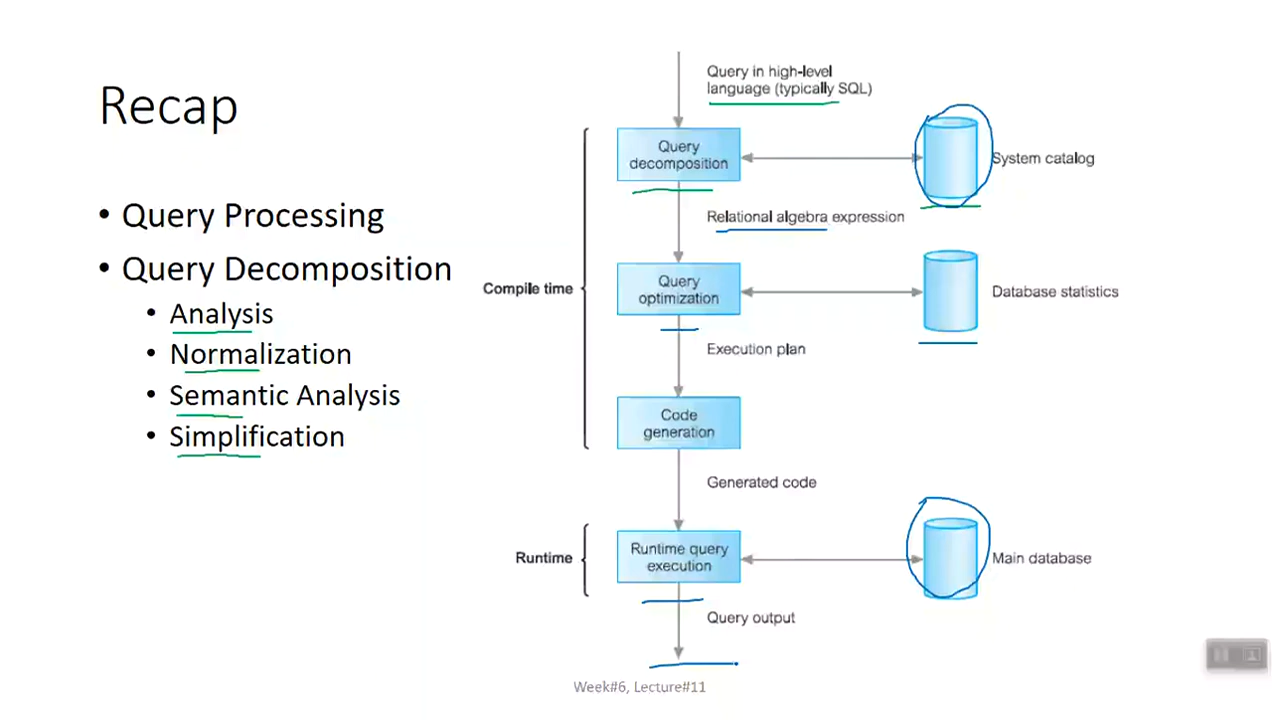 Recap
• Query Processing
• Query Decomposition
• Analysis
• Normalization
• Semantic Analysis
• Simplification
Query in high-level
language (typically SQL)
Query
decomposition
System catalog
Relational algebra expression
Compile time
Query
optimization
Database statistics
Execution plan
Code
generation
Generated code
Runtime
Runtime query
execution
Main database
Query output
Week#6, Lecture#11